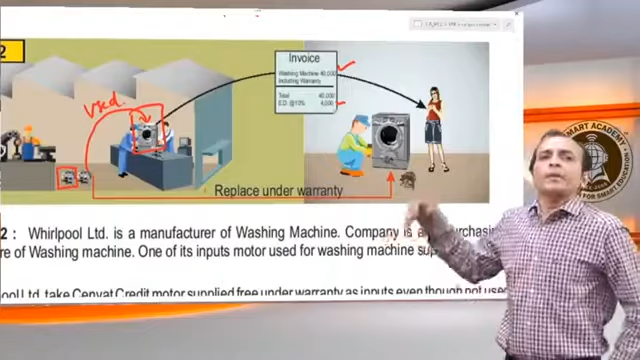 2
Invoice
Washing Machine 40,000
Including Warranty
Total 40,000
E.D. @10% 4,000
used.
Replace under warranty
2 : Whirlpool Ltd. is a manufacturer of Washing Machine. Company is a purchasin
re of Washing machine. One of its inputs motor used for washing machine sup
ool Ltd. take Cenvat Credit motor supplied free under warranty as inputs even though not used
SMART ACADEMY
FOR SMART EDUCATION